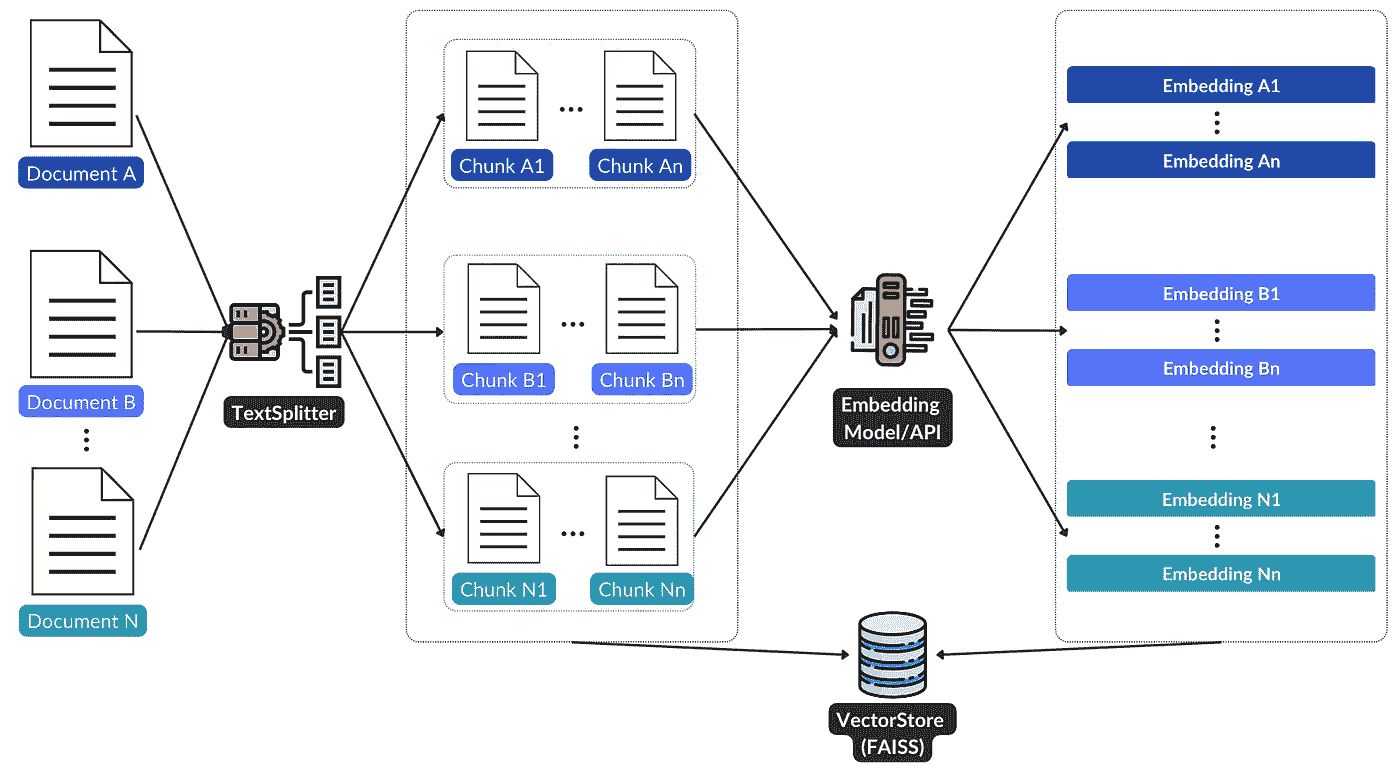 Document A
Document B
Document N
TextSplitter
Chunk A1
Chunk An
Chunk B1
Chunk Bn
Chunk N1
Chunk Nn
Embedding
Model/API
Embedding A1
Embedding An
Embedding B1
Embedding Bn
Embedding N1
Embedding Nn
VectorStore
(FAISS)